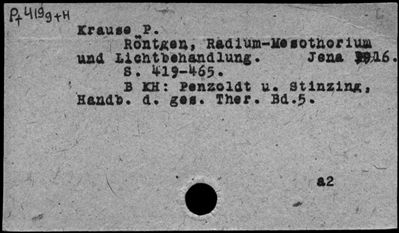 P+419g+H
Krause P.
Röntgen, Radium-Mesothorium
und Lichtbehandlung. Jena 1916.
S. 419-465.
B KH: Penzoldt u. Stinzing,
Handb. d. ges. Ther. Bd.5.
a2